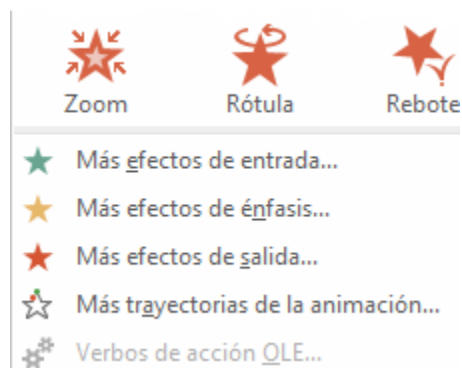 Zoom Rótula Rebote
Más efectos de entrada...
Más efectos de énfasis...
Más efectos de salida...
Más trayectorias de la animación...
Verbos de acción OLE...